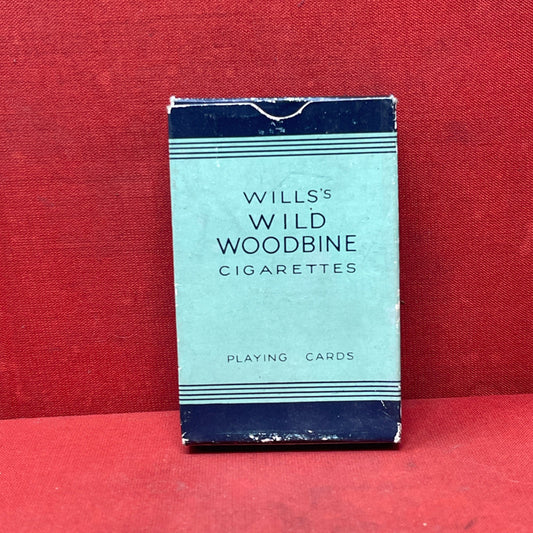 WILLS's
WILD
WOODBINE
CIGARETTES
PLAYING CARDS